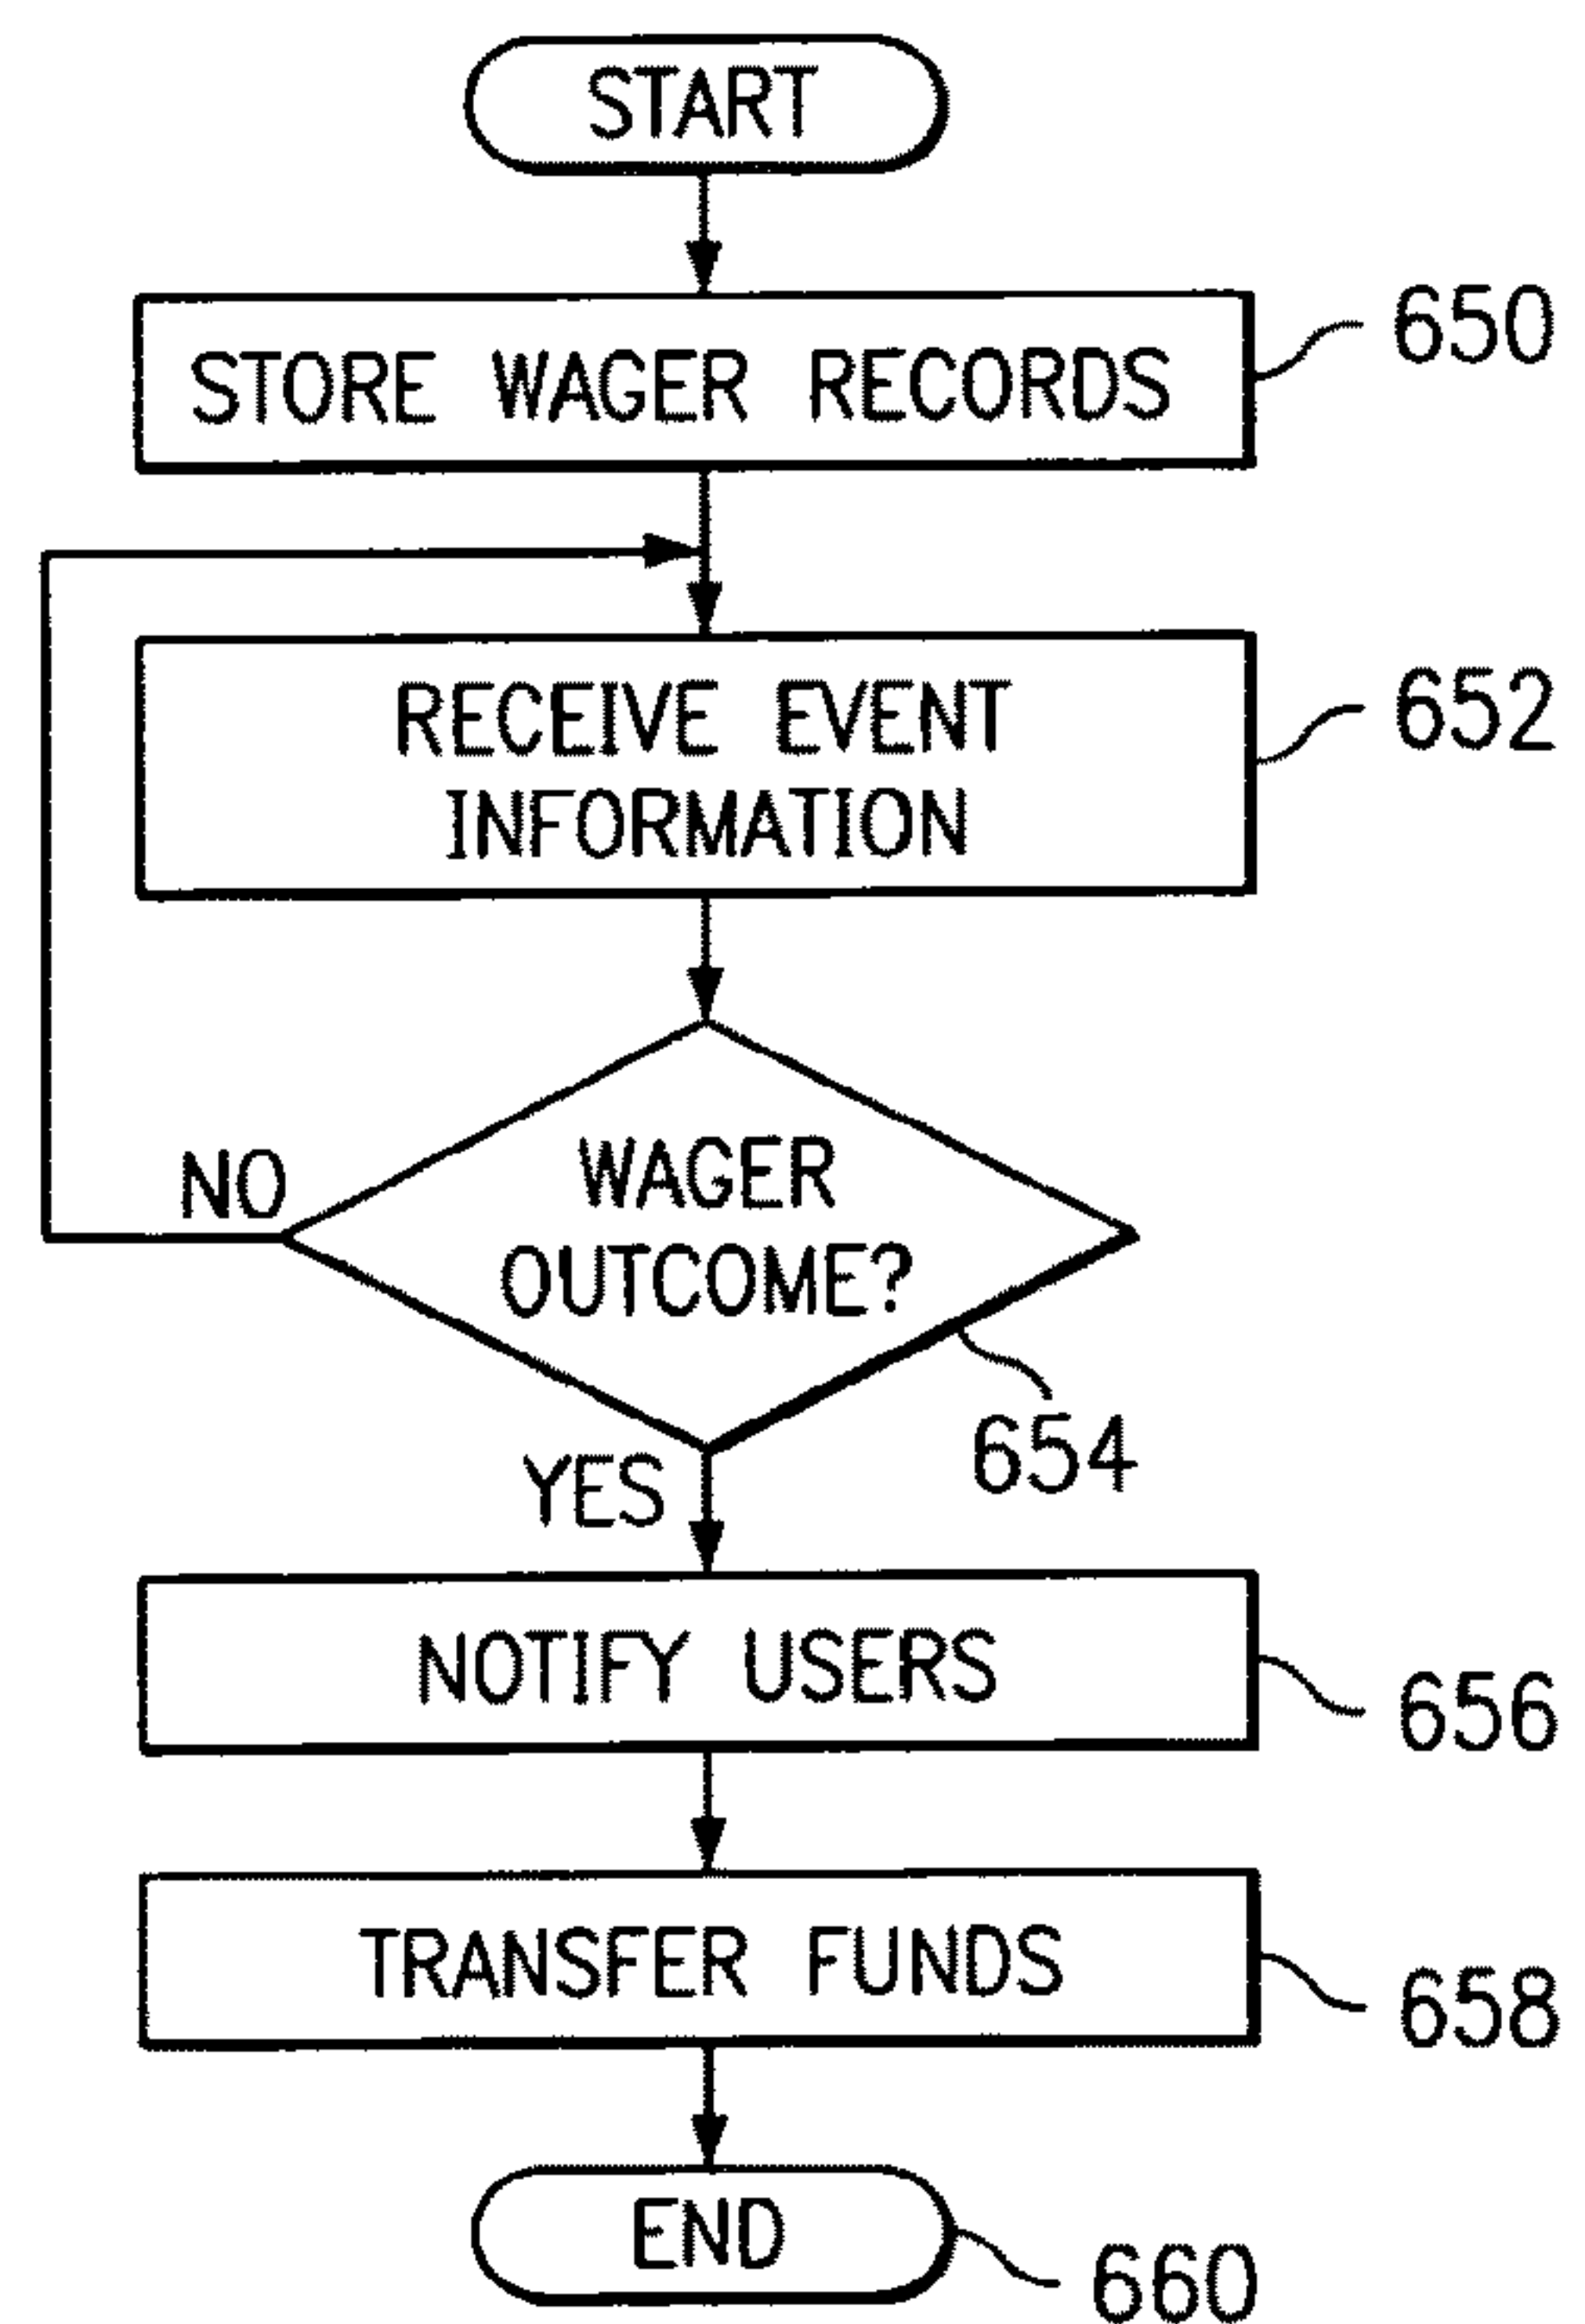 START
STORE WAGER RECORDS
650
RECEIVE EVENT
INFORMATION
652
WAGER
OUTCOME?
NO
654
YES
NOTIFY USERS
656
TRANSFER FUNDS
658
END
660